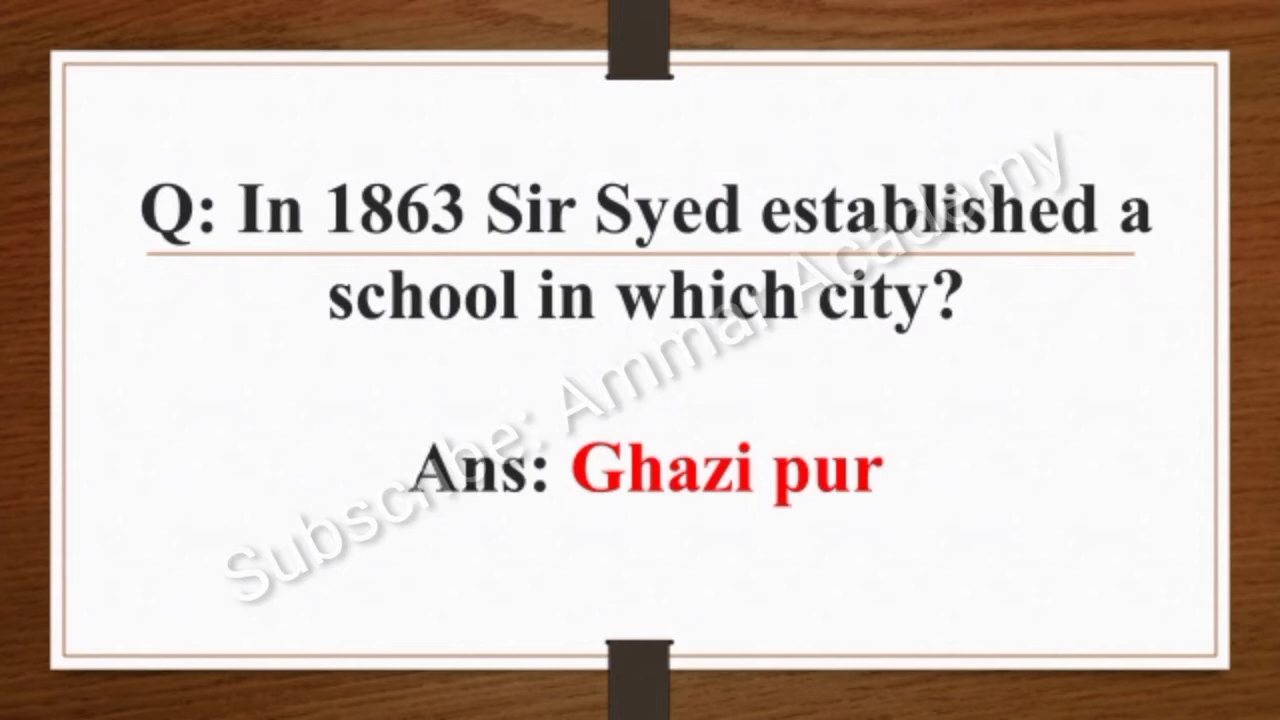 Q: In 1863 Sir Syed established a
school in which city?
Ans: Ghazi pur
Subscribe: Ammar Academy